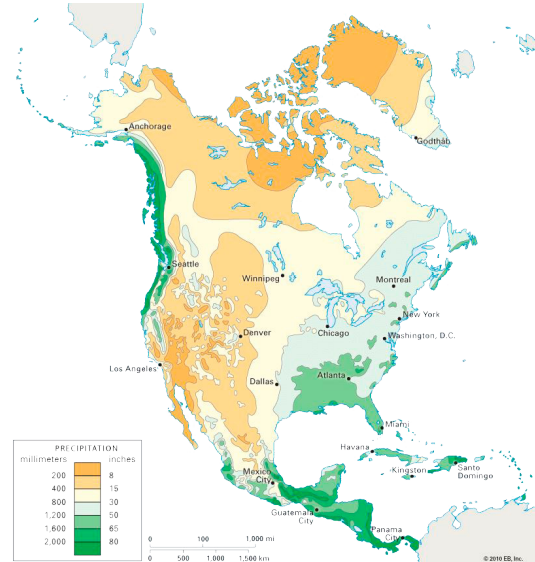 Anchorage
Godthåb
Seattle
Winnipeg
Montreal
New York
Denver
Chicago
Washington, D.C.
Los Angeles
Dallas
Atlanta
Miami
Havana
Kingston
Santo
Domingo
Mexico
City
Guatemala
City
Panama
City
PRECIPITATION
millimeters inches
200 8
400 15
800 30
1,200 50
1,600 65
2,000 80
0 100 1,000 mi
0 500 1,000 1,500 km
© 2010 EB, Inc.